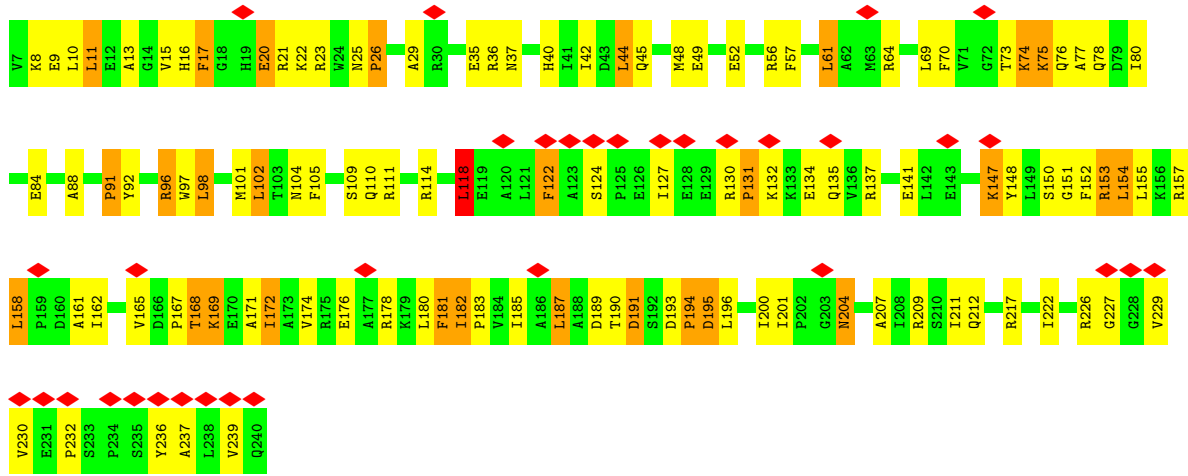 V7 K8 E9 L10 L11 E12 A13 G14 V15 H16 F17 G18 H19 E20 R21 K22 R23 W24 N25 P26 A29 R30 E35 R36 N37 H40 I41 I42 D43 L44 Q45 M48 E49 E52 R56 F57 L61 A62 M63 R64 L69 F70 V71 G72 T73 K74 K75 Q76 A77 Q78 D79 I80
E84 A88 P91 Y92 R96 W97 L98 M101 L102 T103 N104 F105 S109 Q110 R111 R114 L118 E119 A120 L121 F122 A123 S124 P125 E126 I127 E128 E129 R130 P131 K132 K133 E134 Q135 V136 R137 E141 L142 E143 K147 Y148 L149 S150 G151 F152 R153 L154 L155 K156 R157
L158 P159 D160 A161 I162 V165 D166 P167 T168 K169 E170 A171 I172 A173 V174 R175 E176 A177 R178 K179 L180 F181 I182 P183 V184 I185 A186 L187 A188 D189 T190 D191 S192 D193 P194 D195 L196 I200 I201 P202 G203 N204 A207 I208 R209 S210 I211 Q212 R217 I222 R226 G227 G228 V229
V230 E231 P232 S233 P234 S235 Y236 A237 L238 V239 Q240